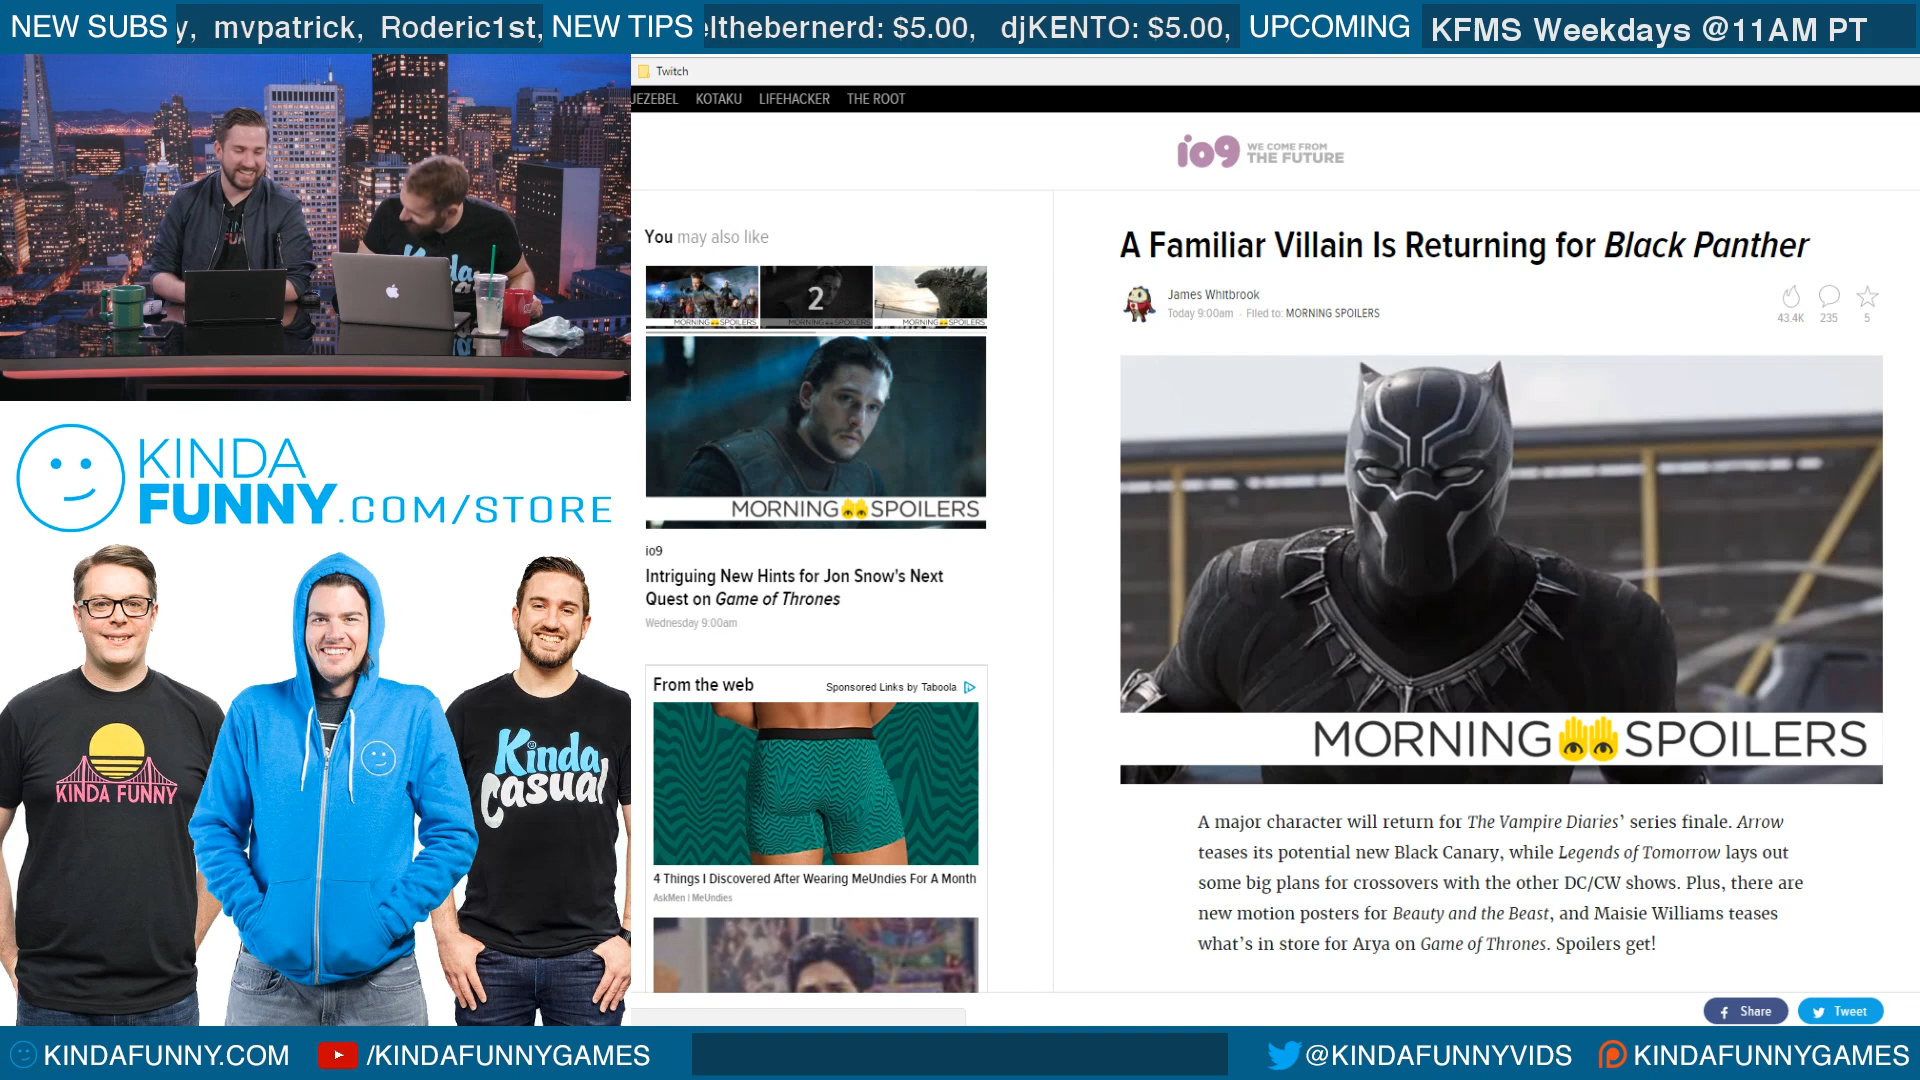 NEW SUBS
mvpatrick, Roderic1st,
NEW TIPS
lthebernerd: $5.00, djKENTO: $5.00,
UPCOMING
KFMS Weekdays @11AM PT
Twitch
JEZEBEL KOTAKU LIFEHACKER THE ROOT
io9 WE COME FROM
THE FUTURE
You may also like
2
MORNING SPOILERS
MORNING SPOILERS
MORNING SPOILERS
MORNING SPOILERS
io9
Intriguing New Hints for Jon Snow's Next
Quest on Game of Thrones
Wednesday 9:00am
From the web
Sponsored Links by Taboola
4 Things I Discovered After Wearing MeUndies For A Month
AskMen | MeUndies
A Familiar Villain Is Returning for Black Panther
James Whitbrook
Today 9:00am · Filed to: MORNING SPOILERS
43.4K 235 5
MORNING SPOILERS
A major character will return for The Vampire Diaries’ series finale. Arrow
teases its potential new Black Canary, while Legends of Tomorrow lays out
some big plans for crossovers with the other DC/CW shows. Plus, there are
new motion posters for Beauty and the Beast, and Maisie Williams teases
what’s in store for Arya on Game of Thrones. Spoilers get!
Share
Tweet
KINDA
FUNNY.COM/STORE
KINDA FUNNY
Kinda
Casual
KINDAFUNNY.COM
/KINDAFUNNYGAMES
@KINDAFUNNYVIDS
KINDAFUNNYGAMES